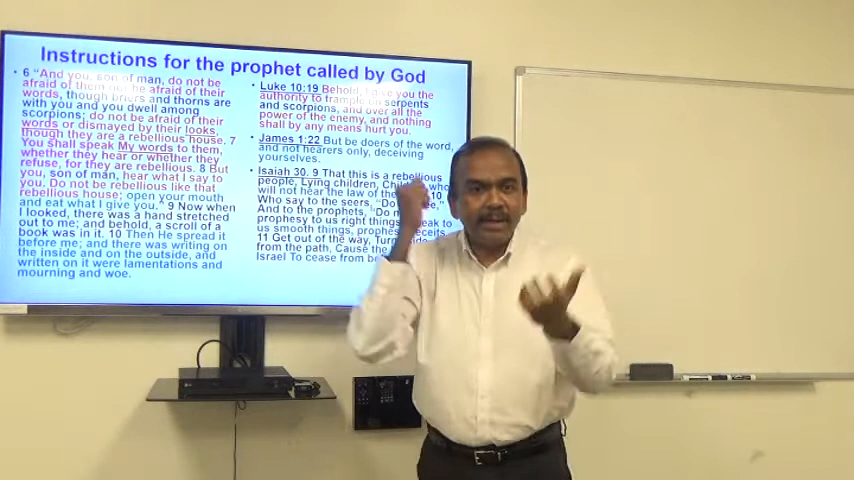 Instructions for the prophet called by God
• 6 "And you, son of man, do not be
afraid of them nor be afraid of their
words, though briers and thorns are
with you and you dwell among
scorpions; do not be afraid of their
words or dismayed by their looks,
though they are a rebellious house. 7
You shall speak My words to them,
whether they hear or whether they
refuse, for they are rebellious. 8 But
you, son of man, hear what I say to
you. Do not be rebellious like that
rebellious house; open your mouth
and eat what I give you." 9 Now when
I looked, there was a hand stretched
out to me; and behold, a scroll of a
book was in it. 10 Then He spread it
before me; and there was writing on
the inside and on the outside, and
written on it were lamentations and
mourning and woe.
• Luke 10:19 Behold, I give you the
authority to trample on serpents
and scorpions, and over all the
power of the enemy, and nothing
shall by any means hurt you.
• James 1:22 But be doers of the word,
and not hearers only, deceiving
yourselves.
• Isaiah 30. 9 That this is a rebellious
people, Lying children, who
will not hear the law of the 10
Who say to the seers, "Do
And to the prophets, "Do
prophesy to us right things; to
us smooth things, prophesy
11 Get out of the way, Turn
from the path, Cause the
Israel To cease from